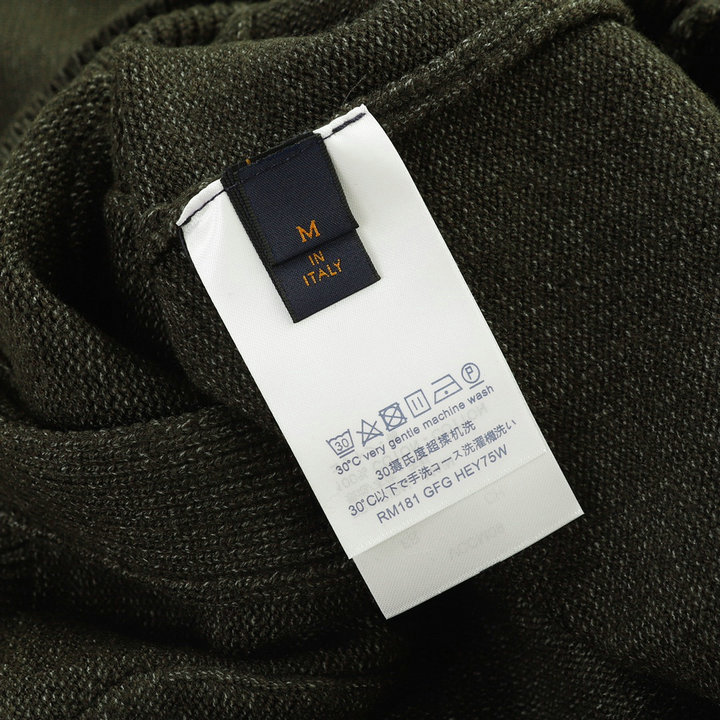 M
IN
ITALY
30
P
30°C very gentle machine wash
30摄氏度超揉机洗
30℃以下で手洗コース洗濯機洗い
RM181 GFG HEY75W